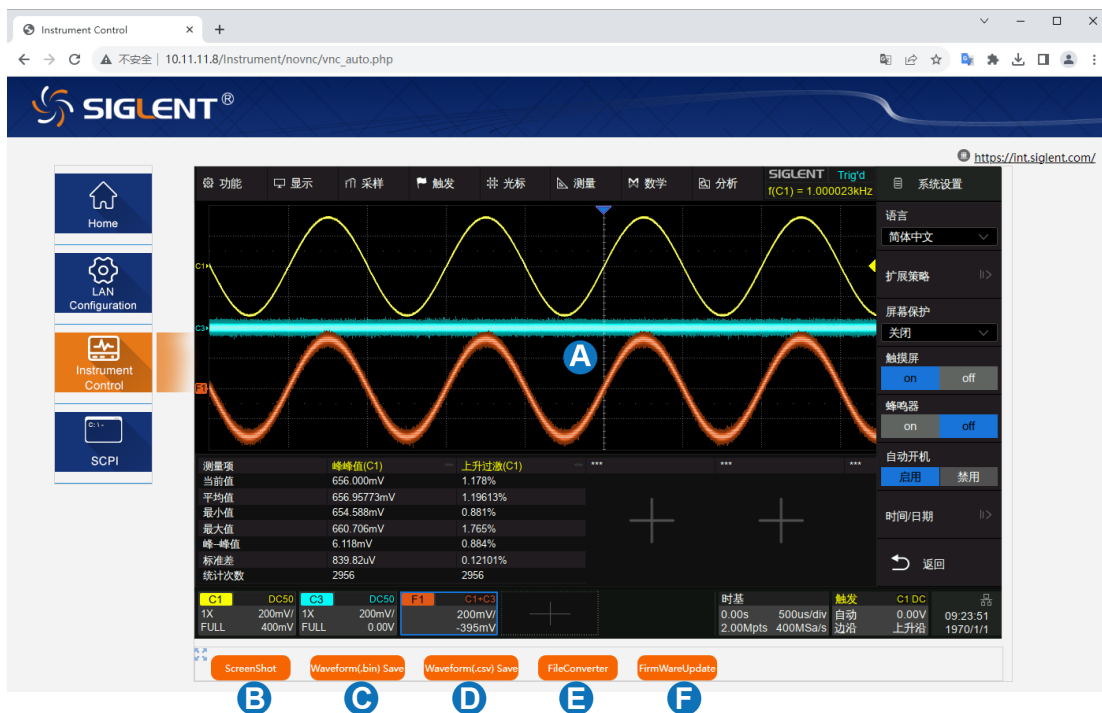 Instrument Control
不安全 | 10.11.11.8/Instrument/novnc/vnc_auto.php
SIGLENT®
https://int.siglent.com/
Home
LAN
Configuration
Instrument
Control
C:\-
SCPI
功能 显示 采样 触发 光标 测量 数学 分析
SIGLENT Trig'd
f(C1) = 1.000023kHz
系统设置
语言
简体中文
扩展策略
屏幕保护
关闭
触摸屏
on off
蜂鸣器
on off
自动开机
启用 禁用
时间/日期
返回
C1
C3
F1
A
测量项 峰峰值(C1) 上升过激(C1) *** *** ***
当前值 656.000mV 1.178%
平均值 656.95773mV 1.19613%
最小值 654.588mV 0.881%
最大值 660.706mV 1.765%
峰–峰值 6.118mV 0.884%
标准差 839.82uV 0.12101%
统计次数 2956 2956
C1 DC50
1X 200mV/
FULL 400mV
C3 DC50
1X 200mV/
FULL 0.00V
F1 C1+C3
200mV/
-395mV
时基
0.00s 500us/div
2.00Mpts 400MSa/s
触发 C1 DC
自动 0.00V
边沿 上升沿
09:23:51
1970/1/1
ScreenShot Waveform(.bin) Save Waveform(.csv) Save FileConverter FirmWareUpdate
B C D E F